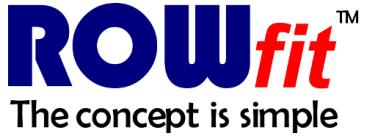 ROWfit™
The concept is simple